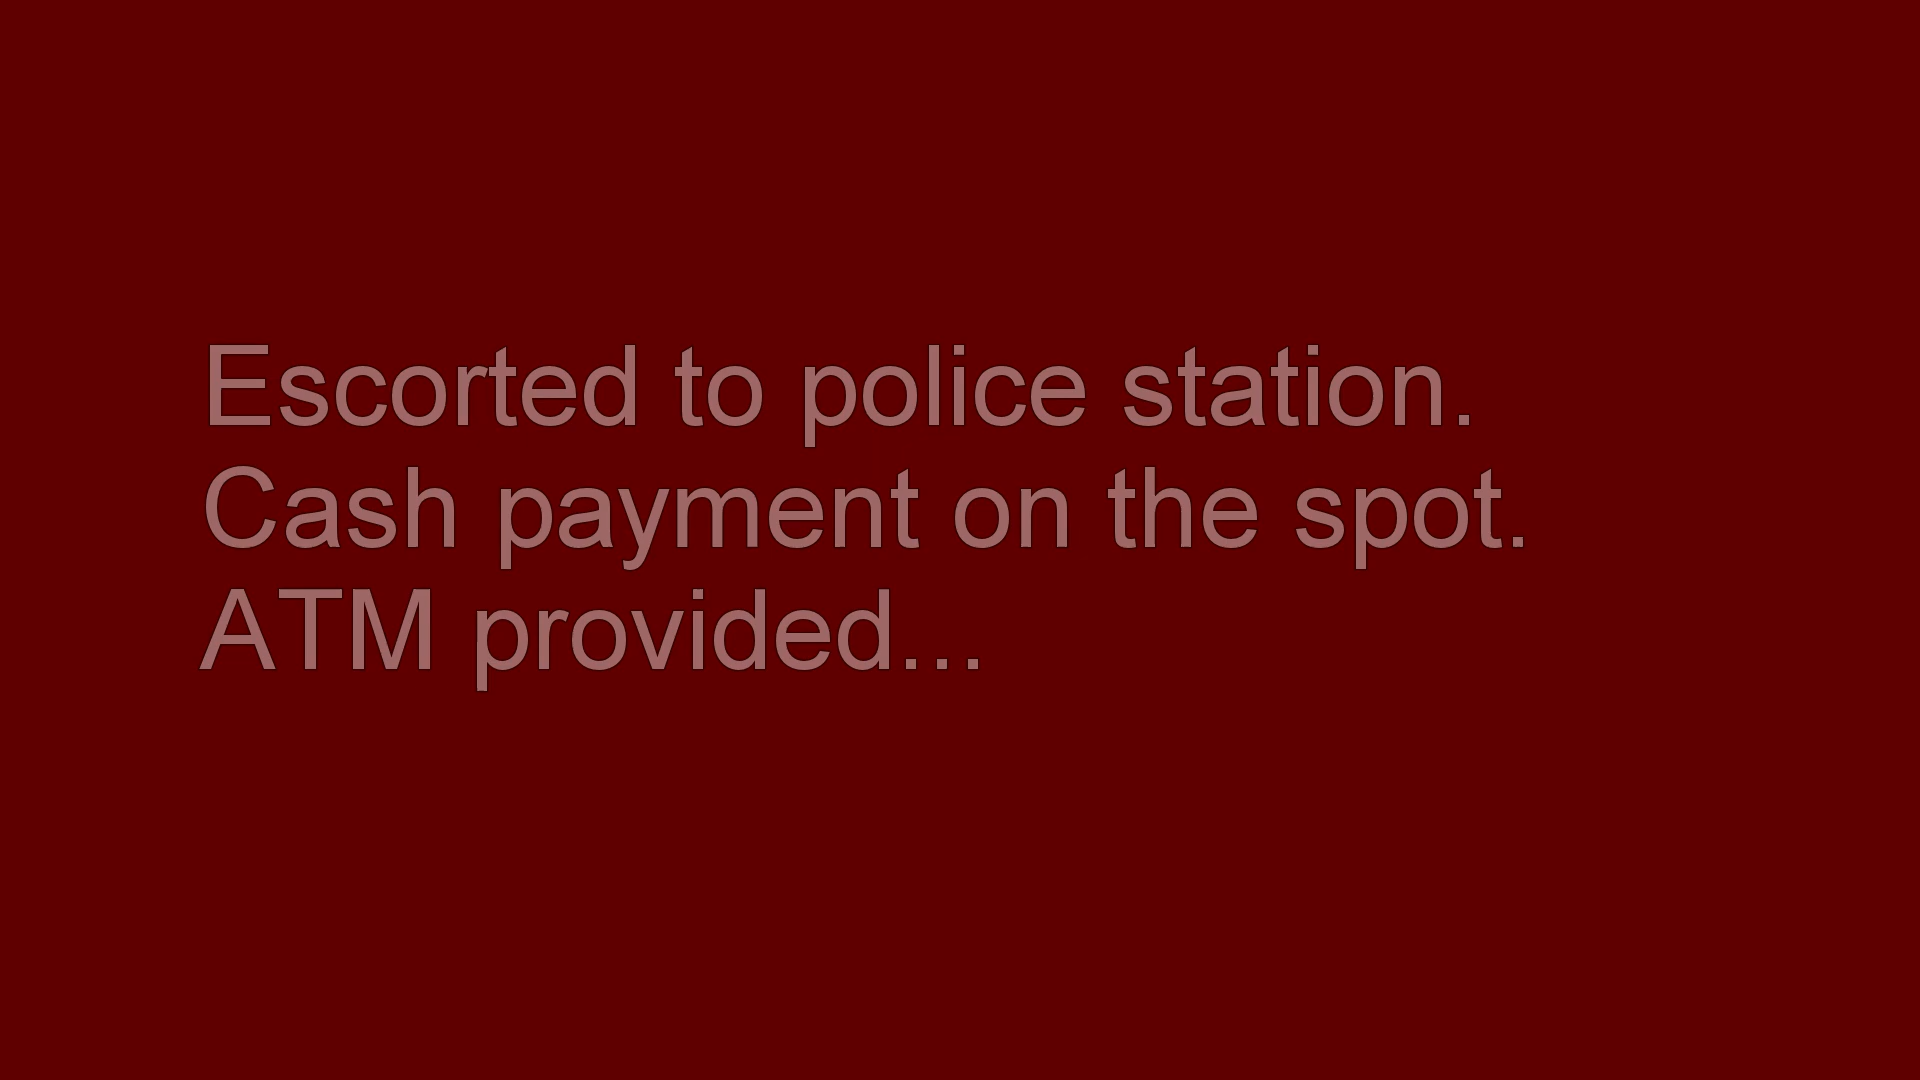 Escorted to police station.
Cash payment on the spot.
ATM provided...